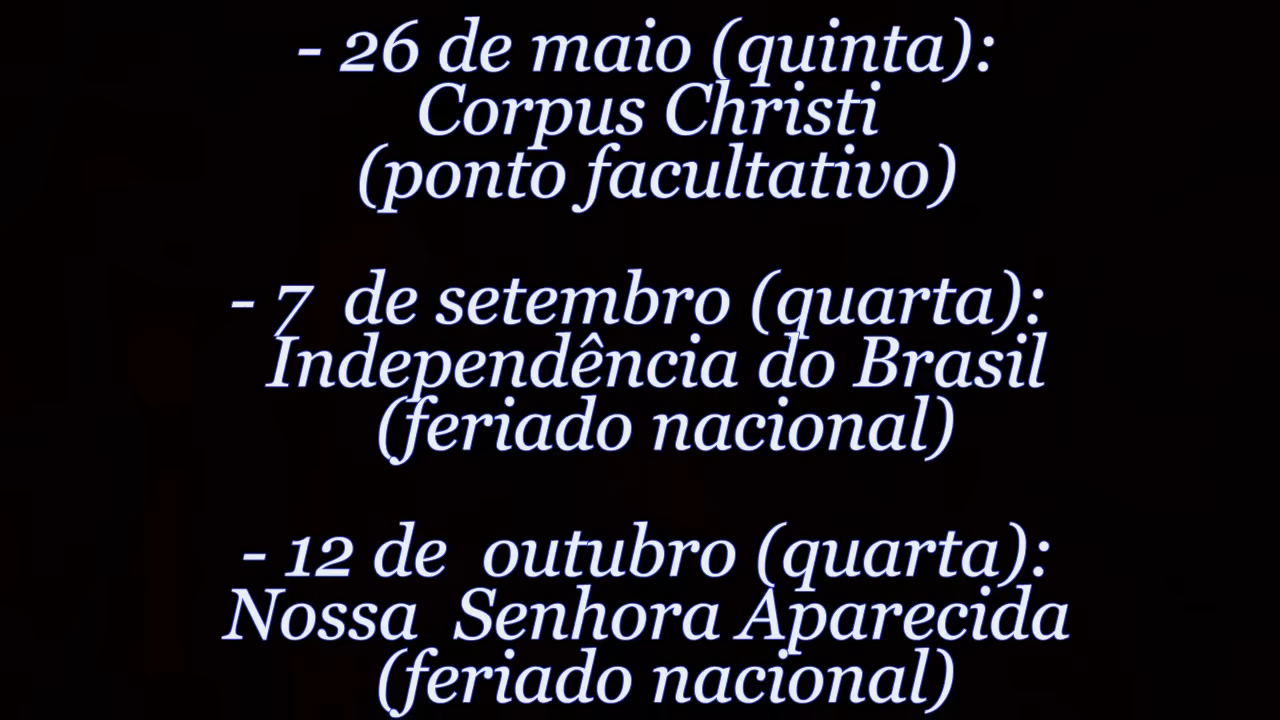 - 26 de maio (quinta):
Corpus Christi
(ponto facultativo)
- 7 de setembro (quarta):
Independência do Brasil
(feriado nacional)
- 12 de outubro (quarta):
Nossa Senhora Aparecida
(feriado nacional)